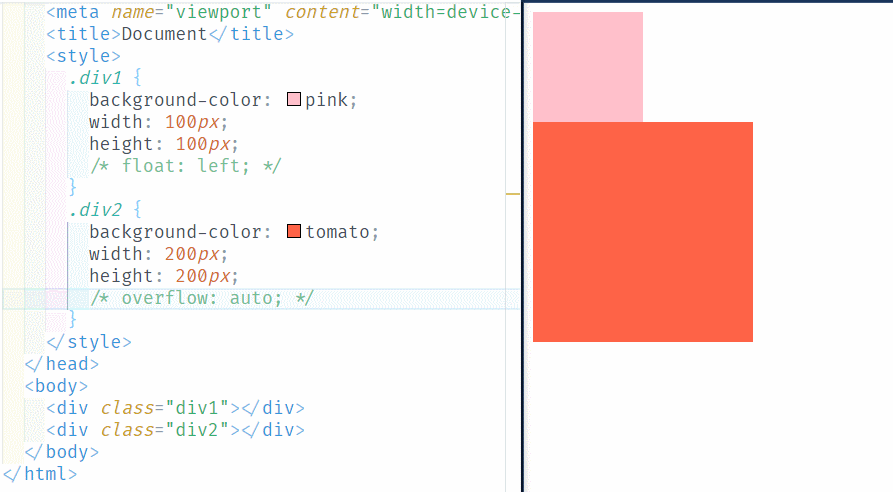 <meta name="viewport" content="width=device-
<title>Document</title>
<style>
.div1 {
background-color: pink;
width: 100px;
height: 100px;
/* float: left; */
}
.div2 {
background-color: tomato;
width: 200px;
height: 200px;
/* overflow: auto; */
}
</style>
</head>
<body>
<div class="div1"></div>
<div class="div2"></div>
</body>
</html>